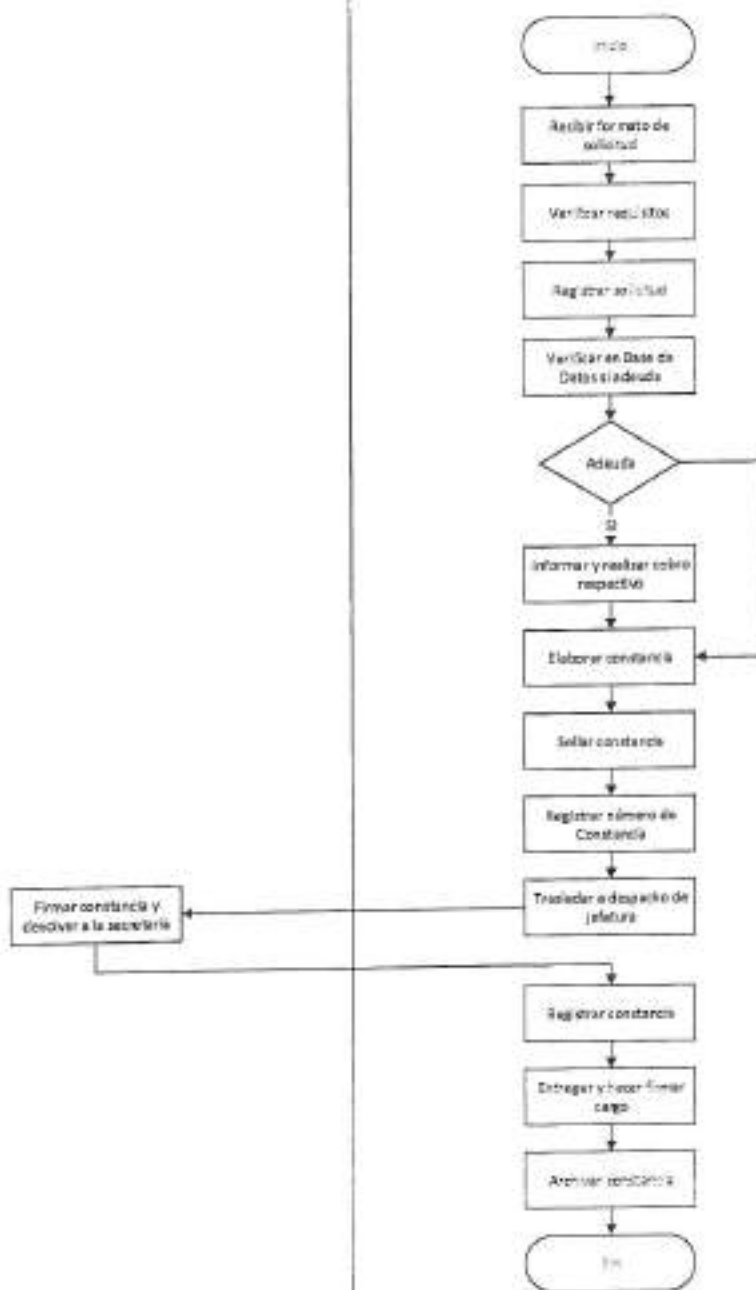 Inicio
Recibir formato de
solicitud
Verificar requisitos
Registrar solicitud
Verificar en Base de
Datos si adeuda
Adeuda
SI
Informar y realizar cobro
respectivo
Elaborar constancia
Sellar constancia
Registrar número de
Constancia
Trasladar a despacho de
jefatura
Firmar constancia y
devolver a la secretaria
Registrar constancia
Entregar y hacer firmar
cargo
Archivar constancia
Fin